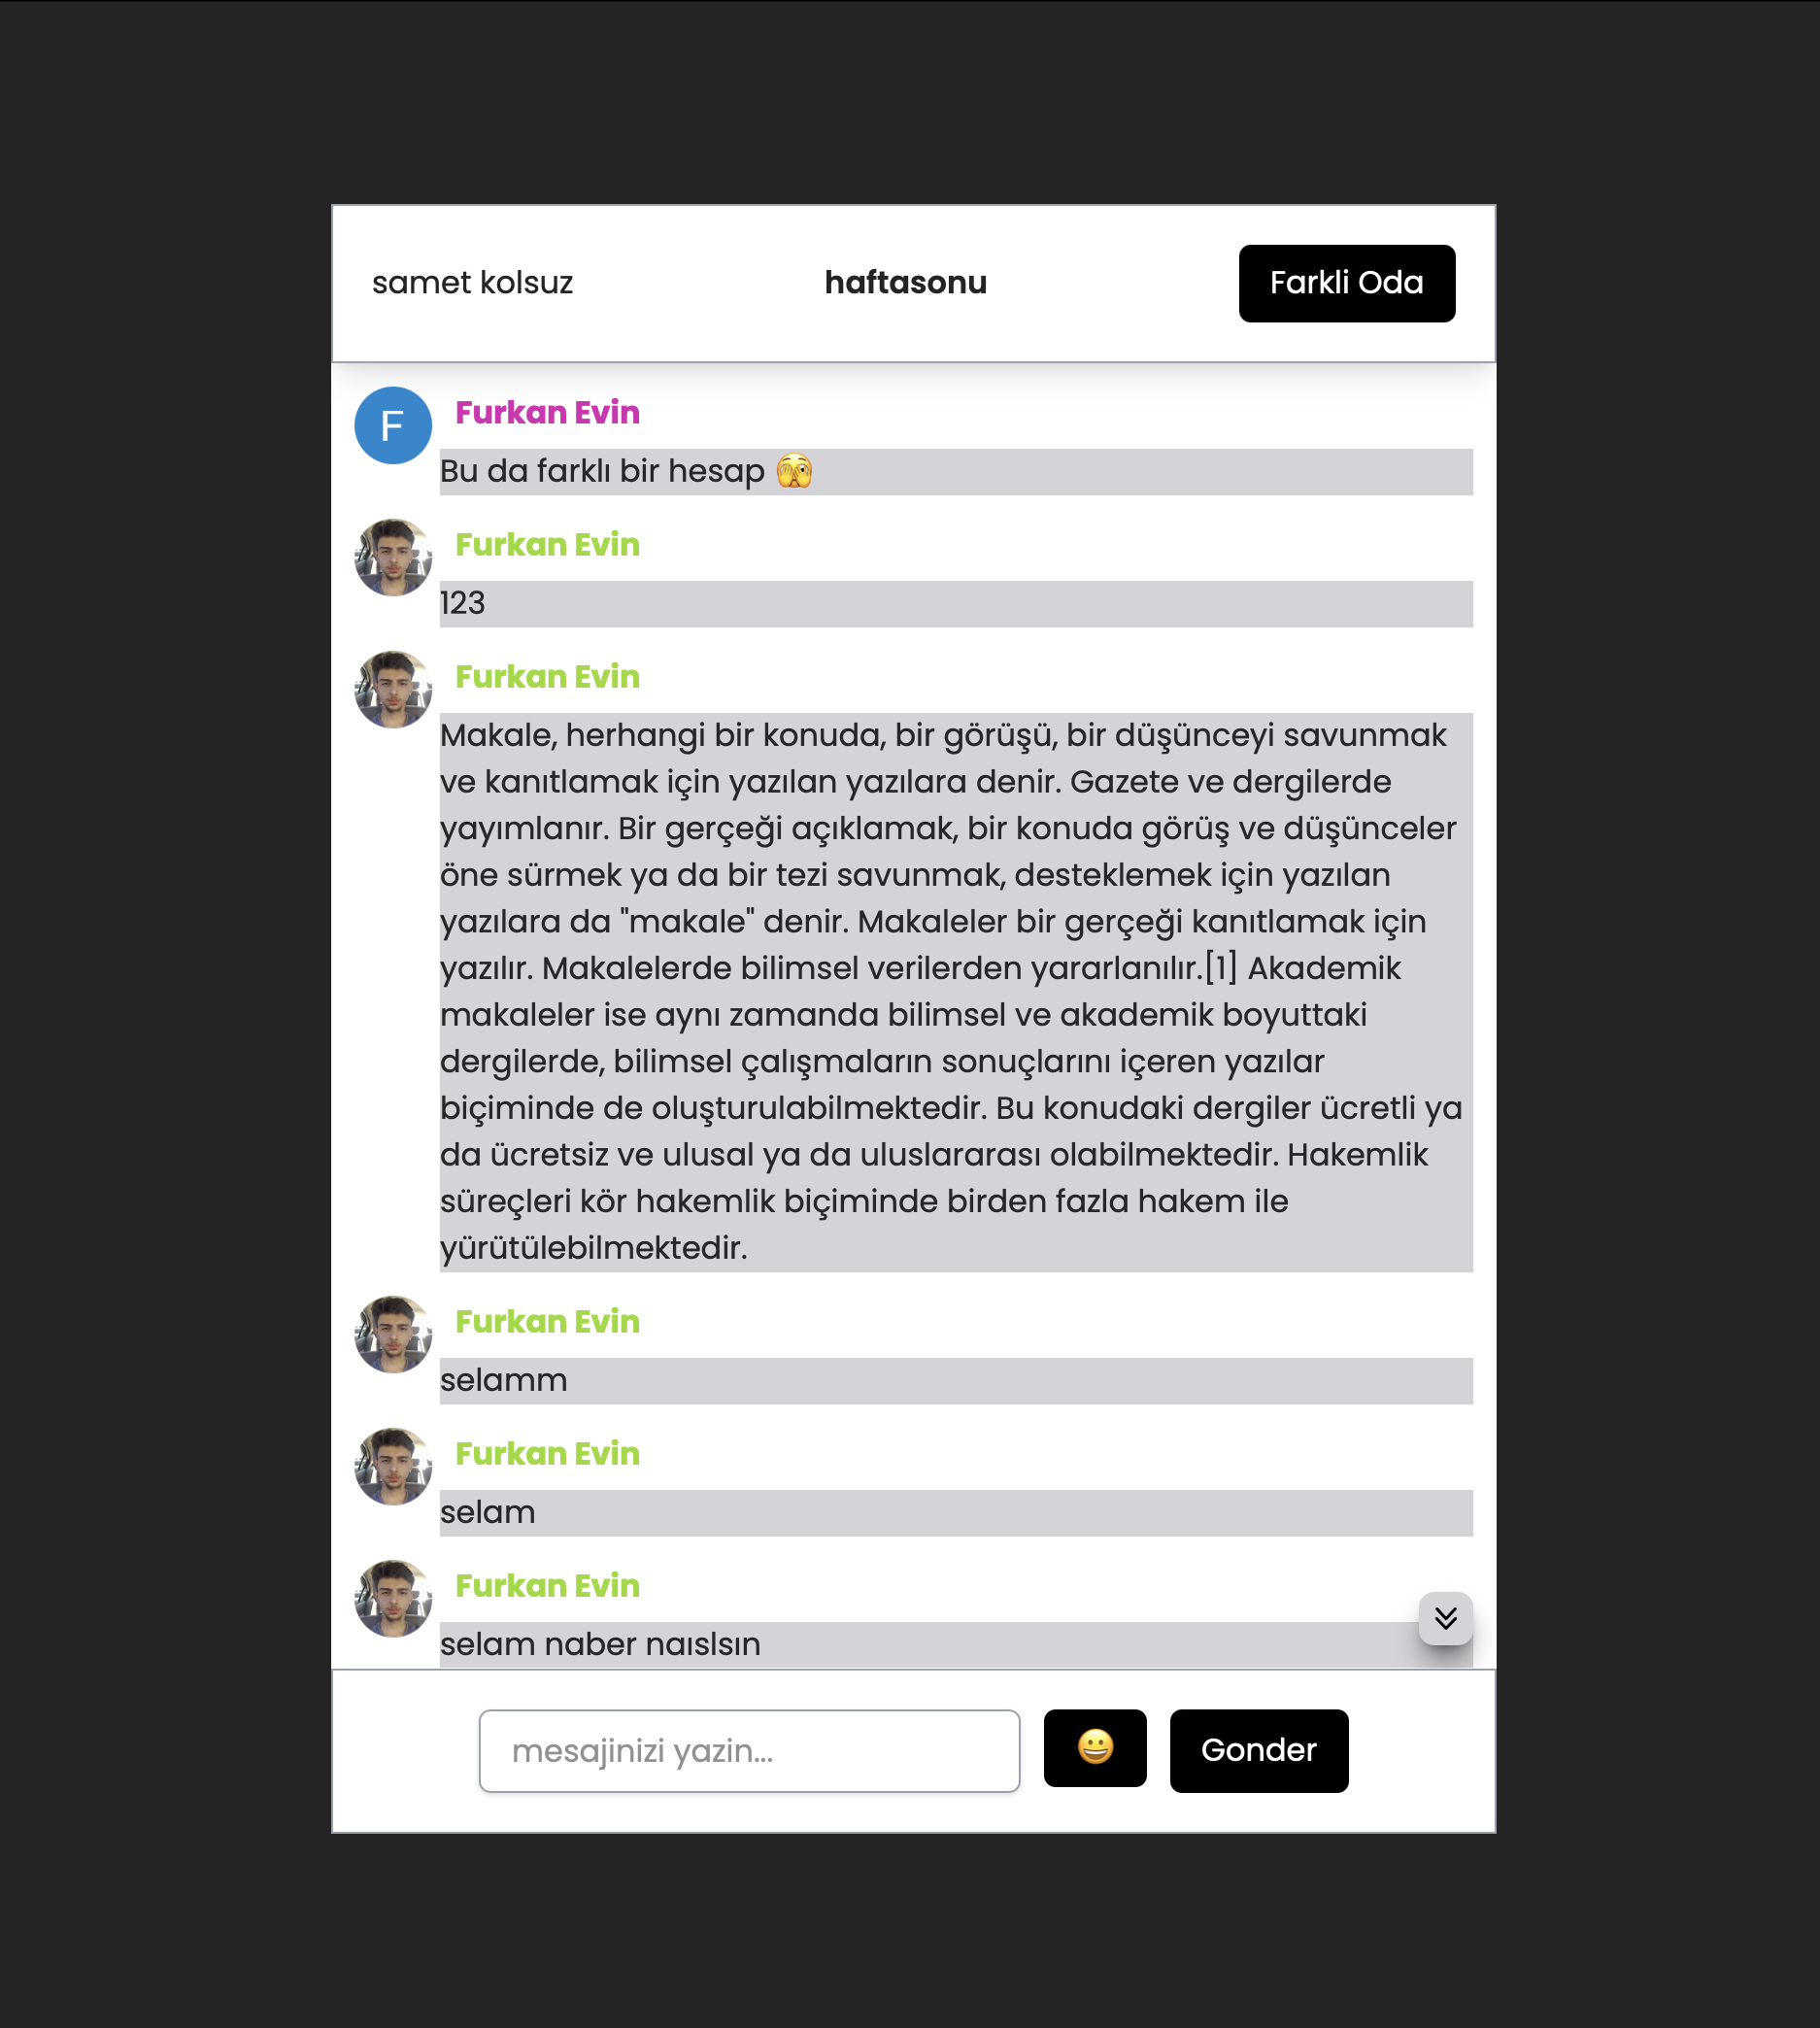 samet kolsuz
haftasonu
Farkli Oda
F
Furkan Evin
Bu da farklı bir hesap 🫣
Furkan Evin
123
Furkan Evin
Makale, herhangi bir konuda, bir görüşü, bir düşünceyi savunmak
ve kanıtlamak için yazılan yazılara denir. Gazete ve dergilerde
yayımlanır. Bir gerçeği açıklamak, bir konuda görüş ve düşünceler
öne sürmek ya da bir tezi savunmak, desteklemek için yazılan
yazılara da "makale" denir. Makaleler bir gerçeği kanıtlamak için
yazılır. Makalelerde bilimsel verilerden yararlanılır.[1] Akademik
makaleler ise aynı zamanda bilimsel ve akademik boyuttaki
dergilerde, bilimsel çalışmaların sonuçlarını içeren yazılar
biçiminde de oluşturulabilmektedir. Bu konudaki dergiler ücretli ya
da ücretsiz ve ulusal ya da uluslararası olabilmektedir. Hakemlik
süreçleri kör hakemlik biçiminde birden fazla hakem ile
yürütülebilmektedir.
Furkan Evin
selamm
Furkan Evin
selam
Furkan Evin
selam naber naıslsın
mesajinizi yazin...
😀
Gonder